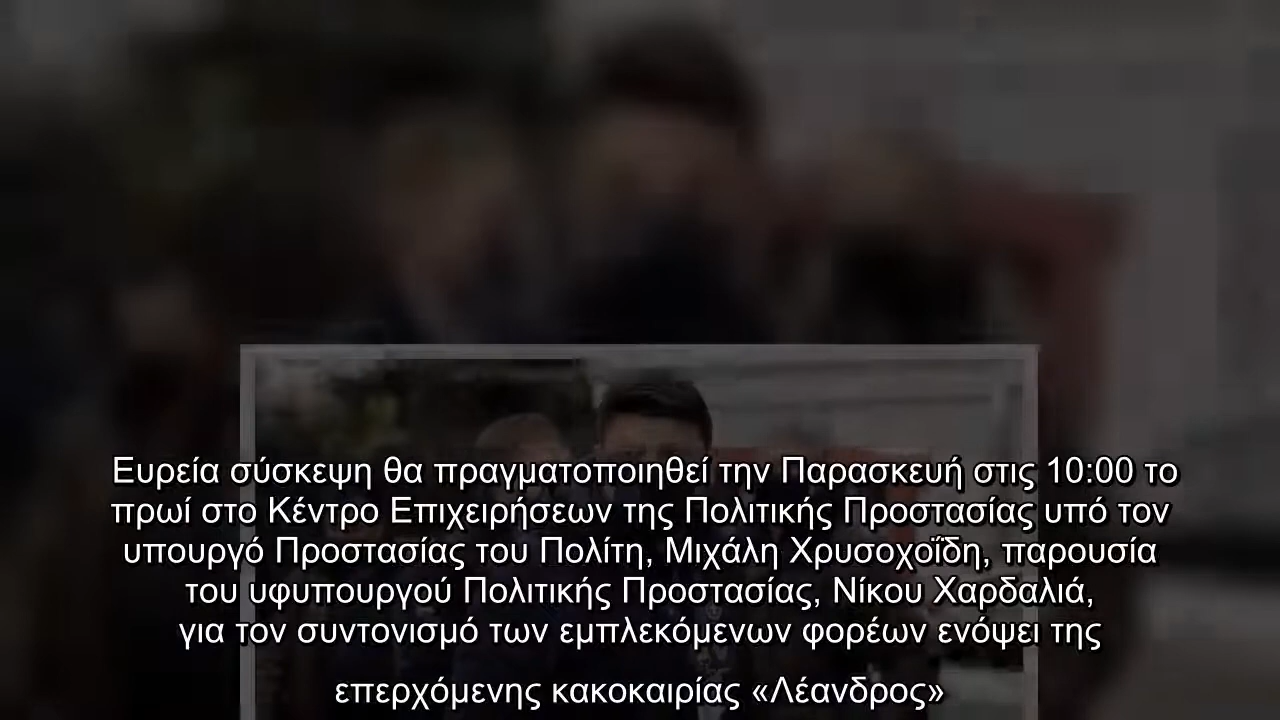 Ευρεία σύσκεψη θα πραγματοποιηθεί την Παρασκευή στις 10:00 το
πρωί στο Κέντρο Επιχειρήσεων της Πολιτικής Προστασίας υπό τον
υπουργό Προστασίας του Πολίτη, Μιχάλη Χρυσοχοΐδη, παρουσία
του υφυπουργού Πολιτικής Προστασίας, Νίκου Χαρδαλιά,
για τον συντονισμό των εμπλεκόμενων φορέων ενόψει της
επερχόμενης κακοκαιρίας «Λέανδρος»